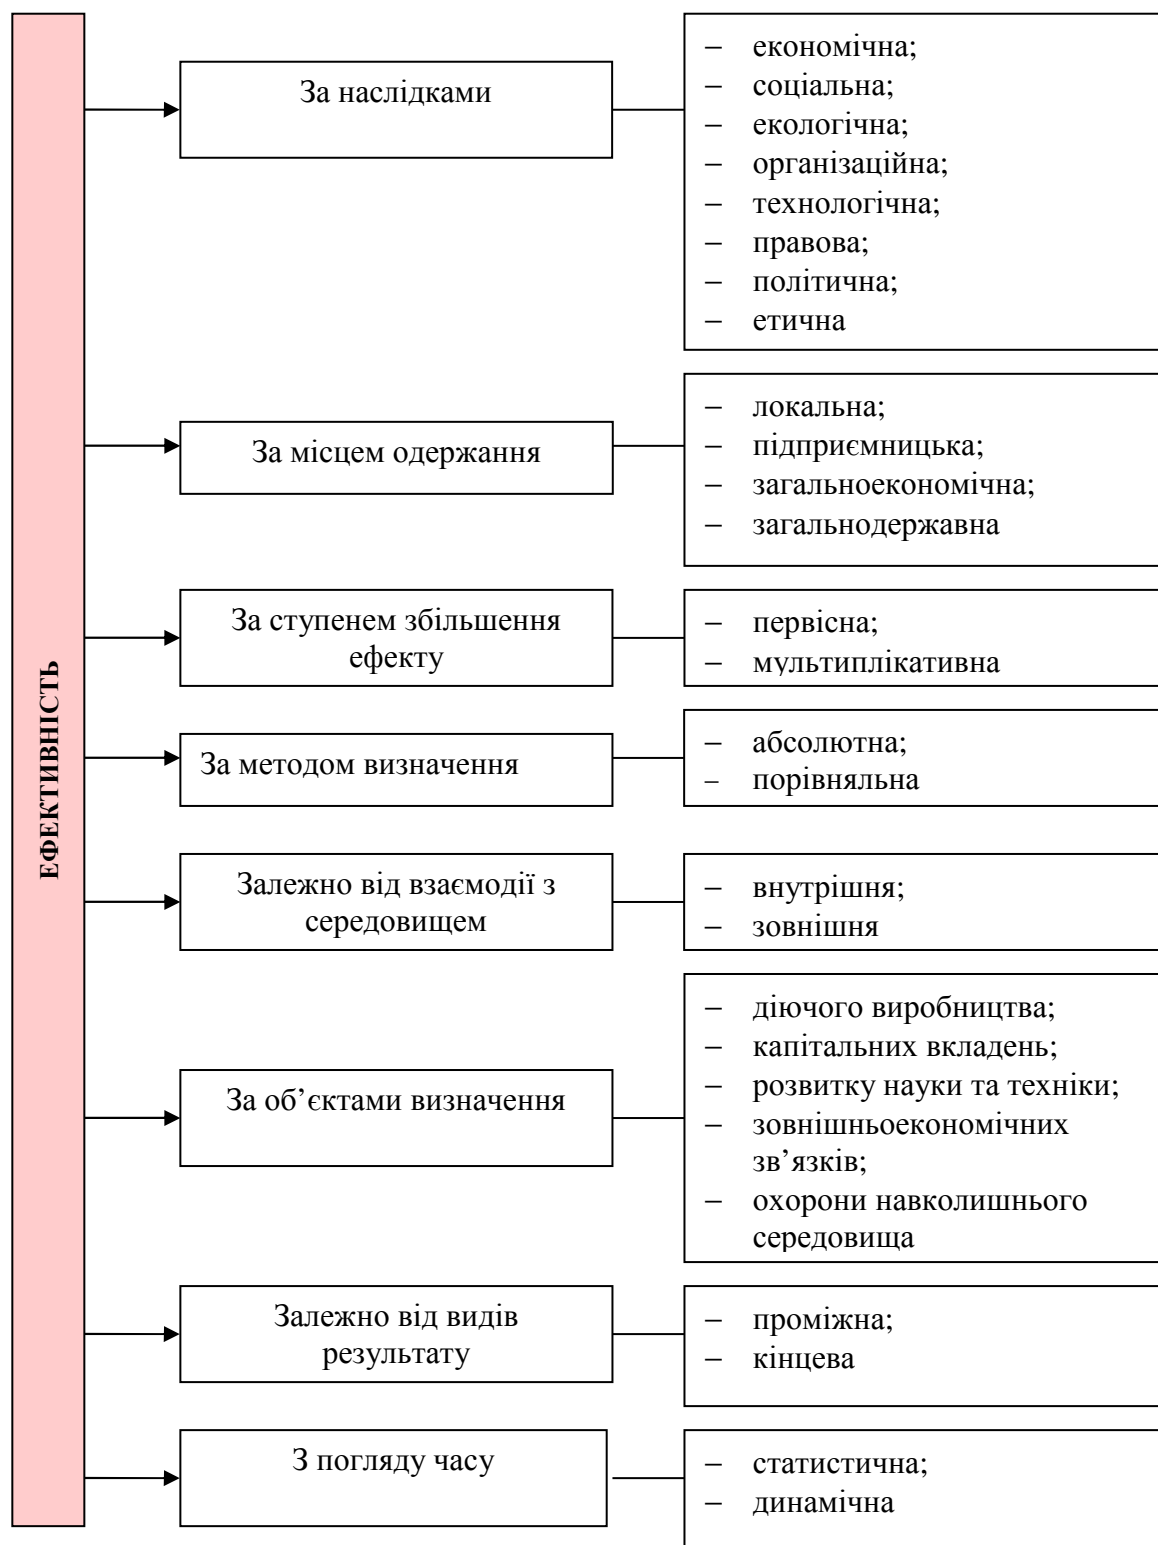 ЕФЕКТИВНІСТЬ
За наслідками
– економічна;
– соціальна;
– екологічна;
– організаційна;
– технологічна;
– правова;
– політична;
– етична
За місцем одержання
– локальна;
– підприємницька;
– загальноекономічна;
– загальнодержавна
За ступенем збільшення
ефекту
– первісна;
– мультиплікативна
За методом визначення
– абсолютна;
– порівняльна
Залежно від взаємодії з
середовищем
– внутрішня;
– зовнішня
За об’єктами визначення
– діючого виробництва;
– капітальних вкладень;
– розвитку науки та техніки;
– зовнішньоекономічних
зв’язків;
– охорони навколишнього
середовища
Залежно від видів
результату
– проміжна;
– кінцева
З погляду часу
– статистична;
– динамічна